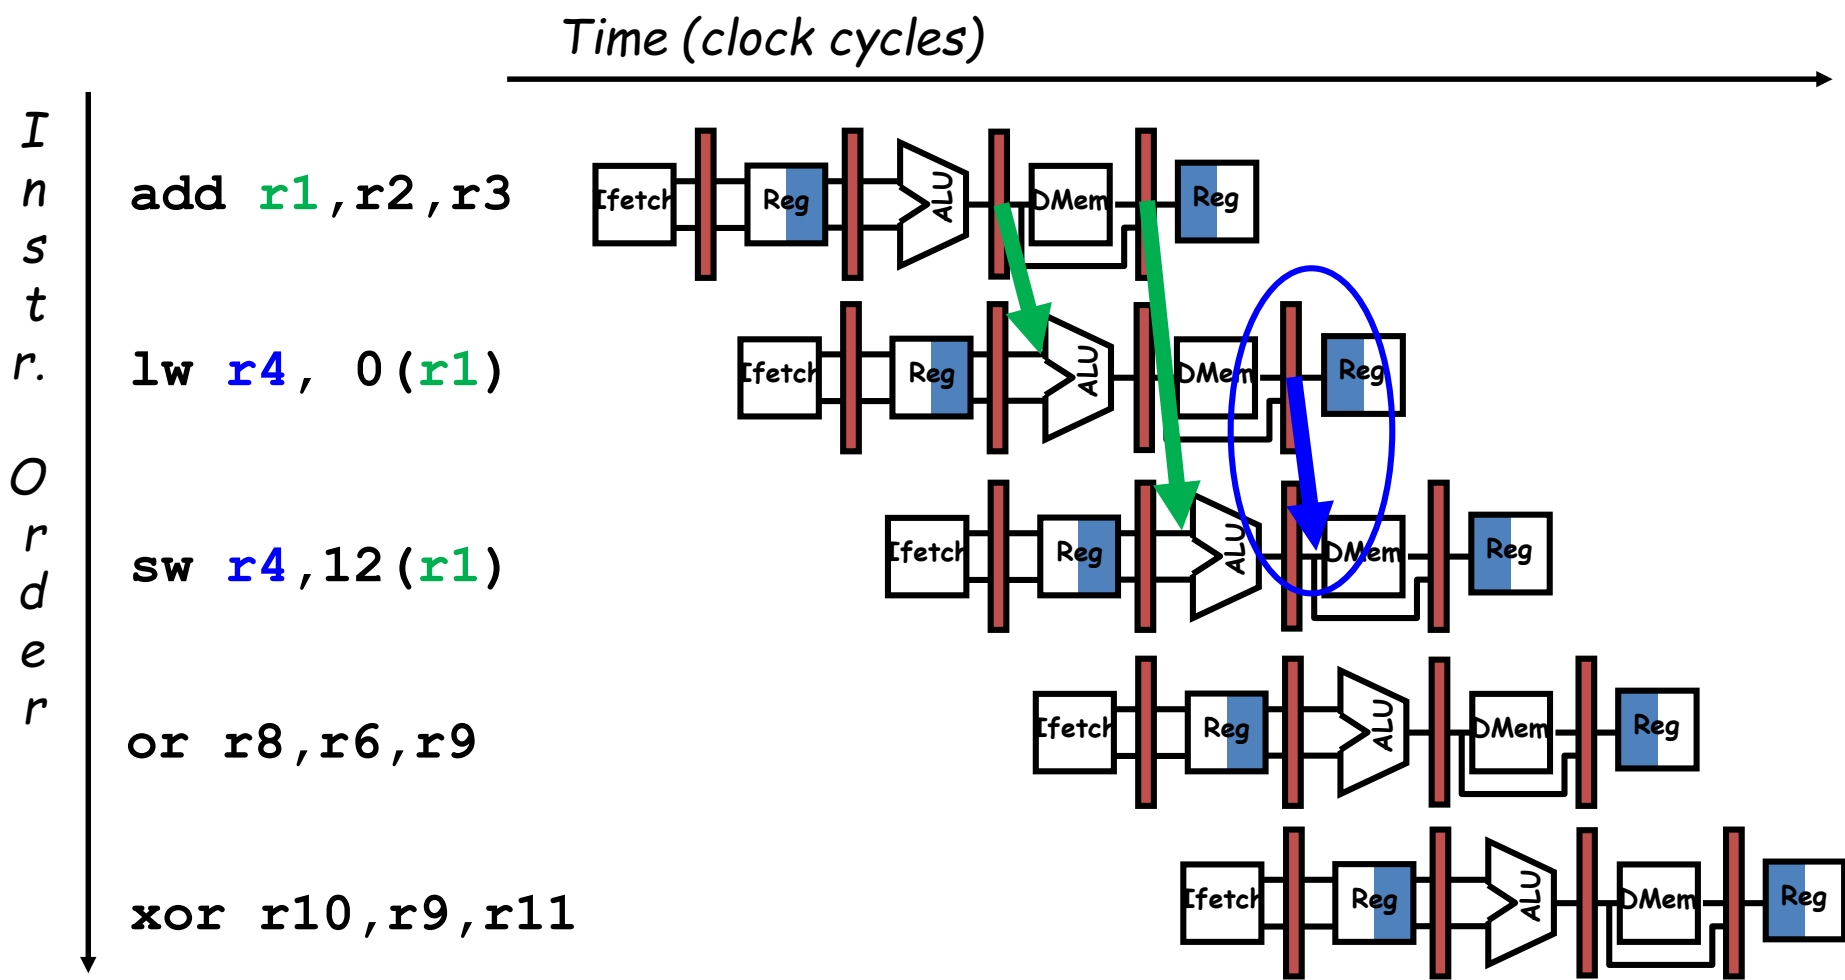 Time (clock cycles)
Instr. Order
add r1,r2,r3
Ifetch Reg ALU DMem Reg
lw r4, 0(r1)
Ifetch Reg ALU DMem Reg
sw r4,12(r1)
Ifetch Reg ALU DMem Reg
or r8,r6,r9
Ifetch Reg ALU DMem Reg
xor r10,r9,r11
Ifetch Reg ALU DMem Reg